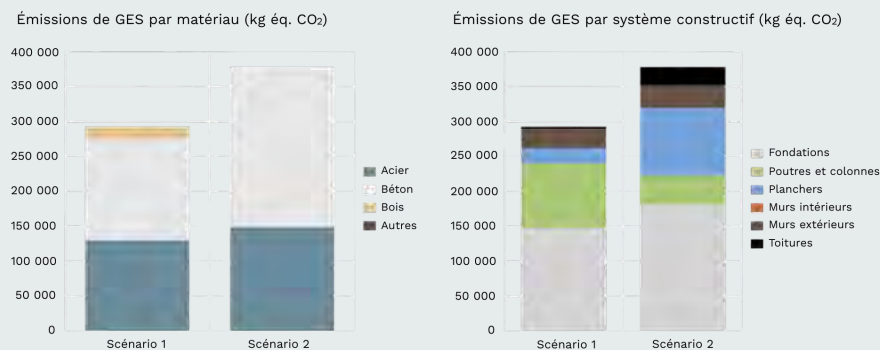 Émissions de GES par matériau (kg éq. CO₂)
400 000
350 000
300 000
250 000
200 000
150 000
100 000
50 000
0
Scénario 1
Scénario 2
Acier
Béton
Bois
Autres
Émissions de GES par système constructif (kg éq. CO₂)
400 000
350 000
300 000
250 000
200 000
150 000
100 000
50 000
0
Scénario 1
Scénario 2
Fondations
Poutres et colonnes
Planchers
Murs intérieurs
Murs extérieurs
Toitures